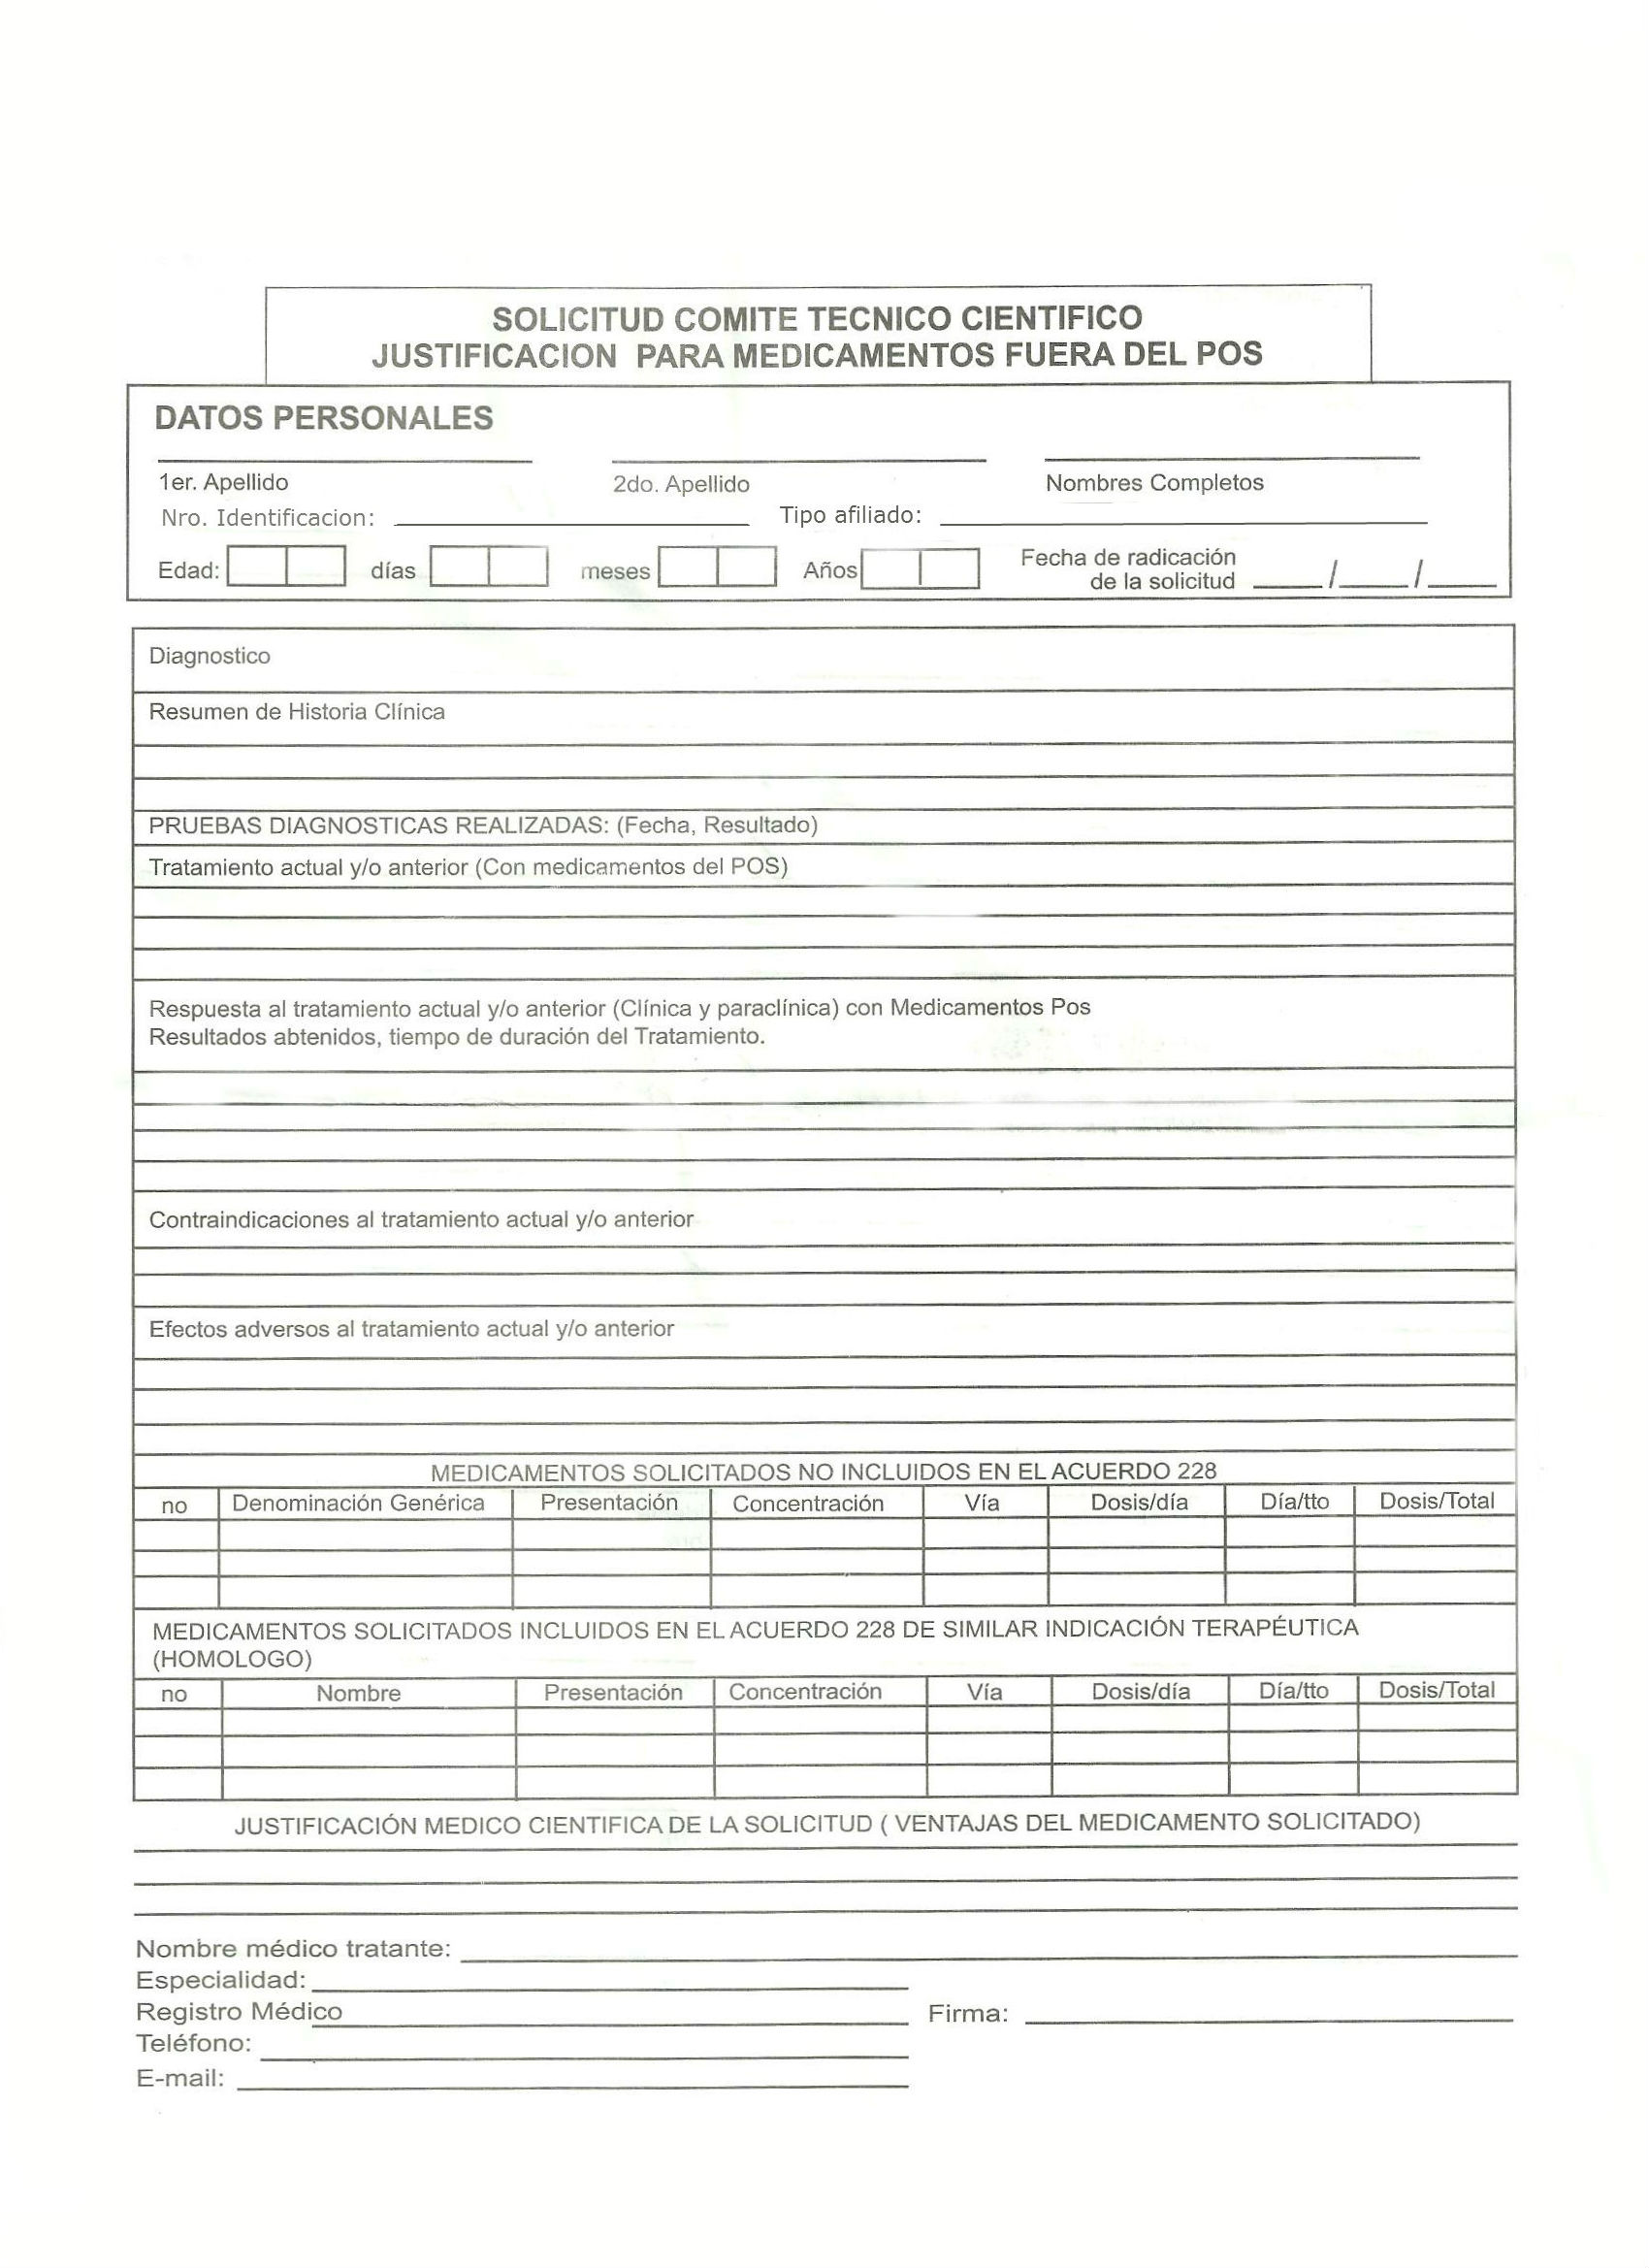 SOLICITUD COMITE TECNICO CIENTIFICO
JUSTIFICACION PARA MEDICAMENTOS FUERA DEL POS
DATOS PERSONALES
1er. Apellido 2do. Apellido Nombres Completos
Nro. Identificacion: Tipo afiliado:
Edad: días meses Años Fecha de radicación
de la solicitud / /
Diagnostico
Resumen de Historia Clínica
PRUEBAS DIAGNOSTICAS REALIZADAS: (Fecha, Resultado)
Tratamiento actual y/o anterior (Con medicamentos del POS)
Respuesta al tratamiento actual y/o anterior (Clínica y paraclínica) con Medicamentos Pos
Resultados abtenidos, tiempo de duración del Tratamiento.
Contraindicaciones al tratamiento actual y/o anterior
Efectos adversos al tratamiento actual y/o anterior
MEDICAMENTOS SOLICITADOS NO INCLUIDOS EN EL ACUERDO 228
no Denominación Genérica Presentación Concentración Vía Dosis/día Día/tto Dosis/Total
MEDICAMENTOS SOLICITADOS INCLUIDOS EN EL ACUERDO 228 DE SIMILAR INDICACIÓN TERAPÉUTICA
(HOMOLOGO)
no Nombre Presentación Concentración Vía Dosis/día Día/tto Dosis/Total
JUSTIFICACIÓN MEDICO CIENTIFICA DE LA SOLICITUD ( VENTAJAS DEL MEDICAMENTO SOLICITADO)
Nombre médico tratante:
Especialidad:
Registro Médico Firma:
Teléfono:
E-mail: